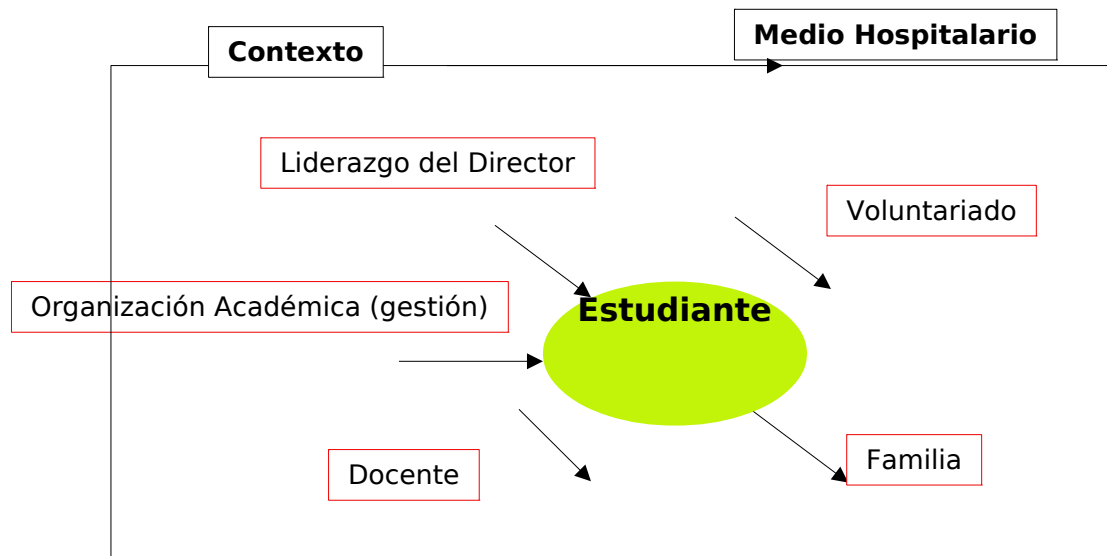 Contexto
Medio Hospitalario
Liderazgo del Director
Voluntariado
Organización Académica (gestión)
Estudiante
Docente
Familia